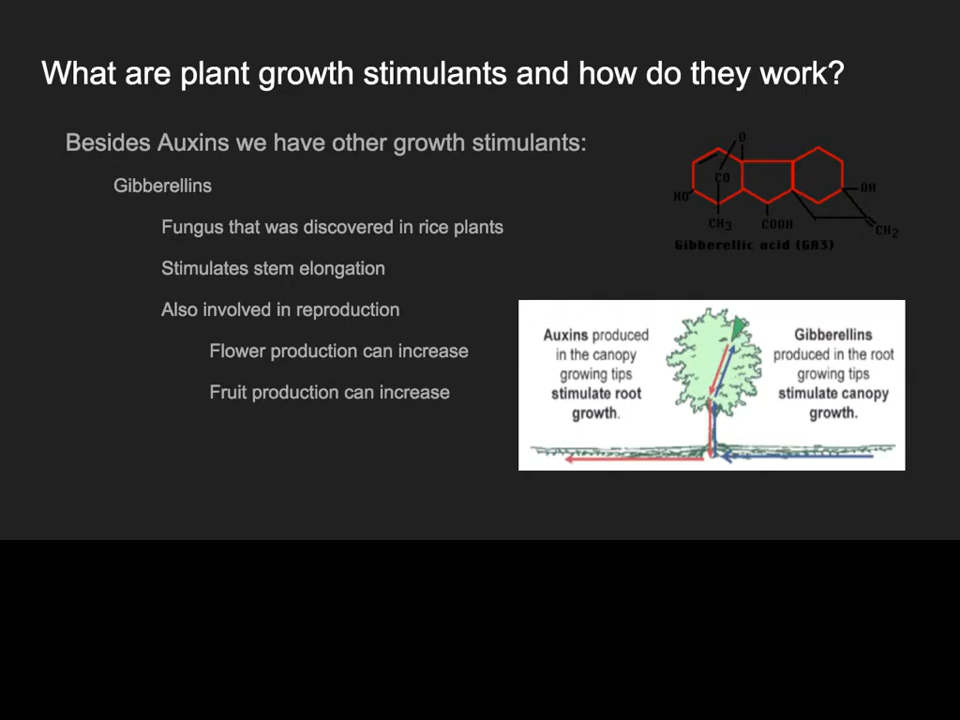 What are plant growth stimulants and how do they work?
Besides Auxins we have other growth stimulants:
Gibberellins
Fungus that was discovered in rice plants
Stimulates stem elongation
Also involved in reproduction
Flower production can increase
Fruit production can increase
O
CO
HO
OH
CH3
COOH
CH2
Gibberellic acid (GA3)
Auxins produced
in the canopy
growing tips
stimulate root
growth.
Gibberellins
produced in the root
growing tips
stimulate canopy
growth.